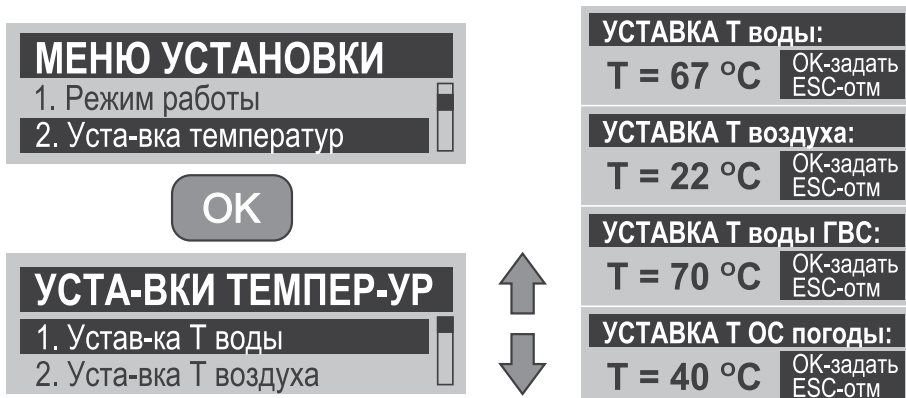 МЕНЮ УСТАНОВКИ
1. Режим работы
2. Уста-вка температур
OK
УСТА-ВКИ ТЕМПЕР-УР
1. Устав-ка Т воды
2. Уста-вка Т воздуха
УСТАВКА Т воды:
T = 67 °C
OK-задать
ESC-отм
УСТАВКА Т воздуха:
T = 22 °C
OK-задать
ESC-отм
УСТАВКА Т воды ГВС:
T = 70 °C
OK-задать
ESC-отм
УСТАВКА Т ОС погоды:
T = 40 °C
OK-задать
ESC-отм